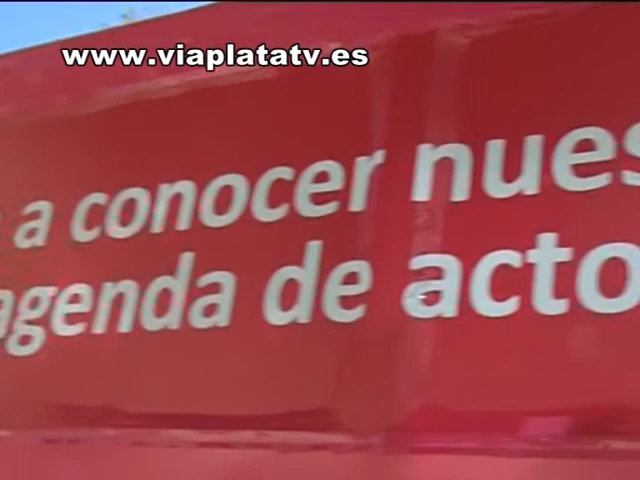 www.viaplatatv.es
a conocer nues
agenda de acto